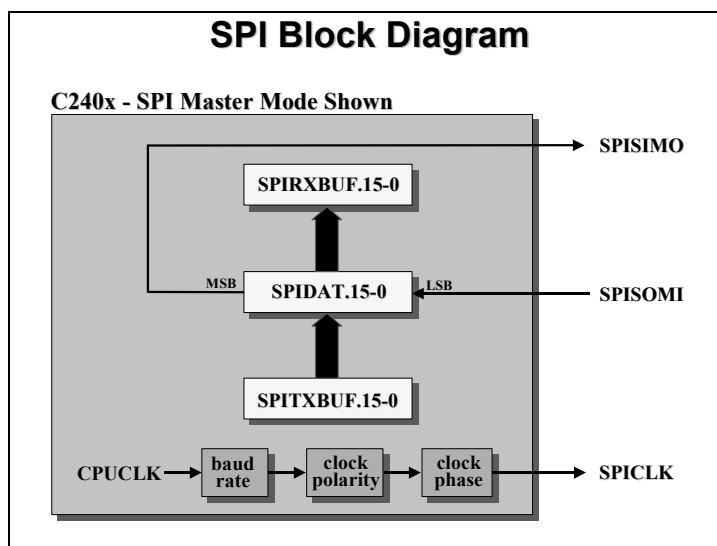 SPI Block Diagram
C240x - SPI Master Mode Shown
SPISIMO
SPIRXBUF.15-0
MSB
SPIDAT.15-0
LSB
SPISOMI
SPITXBUF.15-0
CPUCLK
baud
rate
clock
polarity
clock
phase
SPICLK